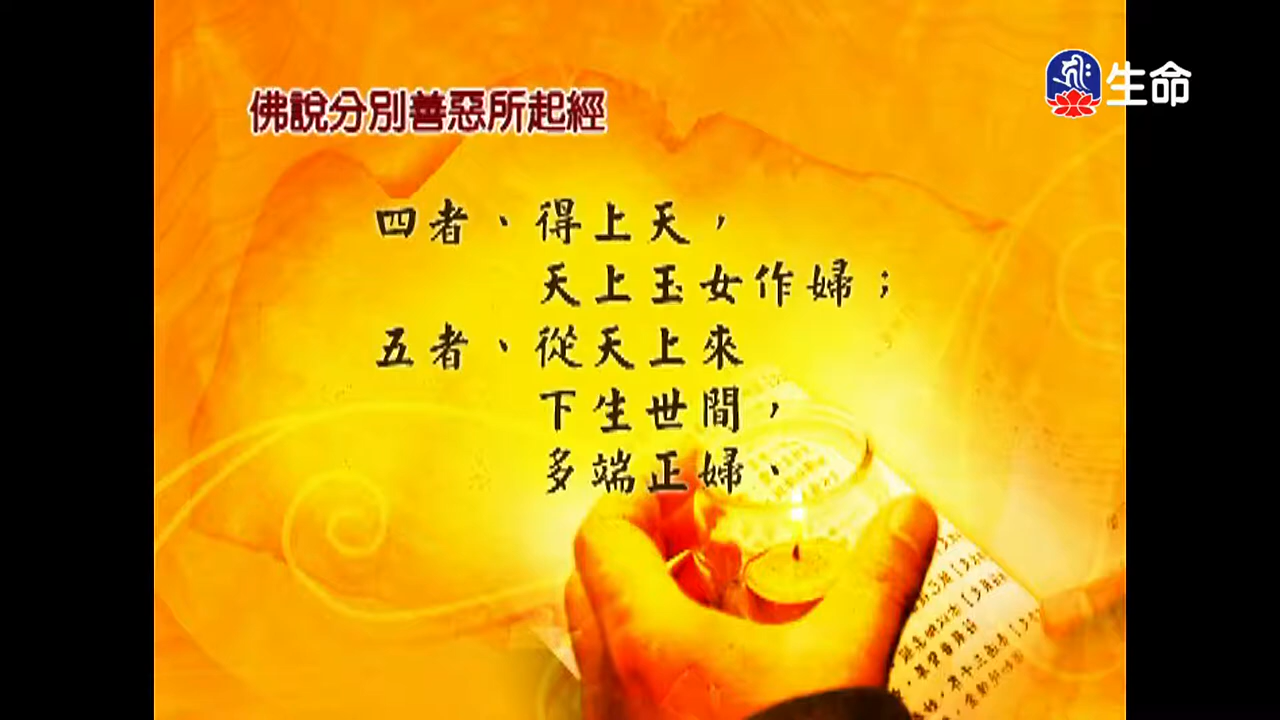 生命
佛說分別善惡所起經
四者、得上天，
天上玉女作婦；
五者、從天上來
下生世間，
多端正婦、